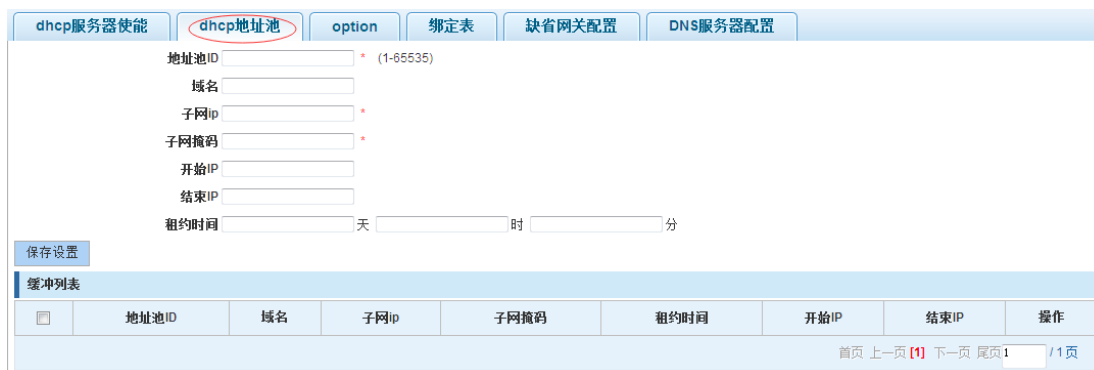 dhcp服务器使能 dhcp地址池 option 绑定表 缺省网关配置 DNS服务器配置
地址池ID * (1-65535)
域名
子网ip *
子网掩码 *
开始IP
结束IP
租约时间 天 时 分
保存设置
缓冲列表
地址池ID 域名 子网ip 子网掩码 租约时间 开始IP 结束IP 操作
首页 上一页 [1] 下一页 尾页 1 / 1 页